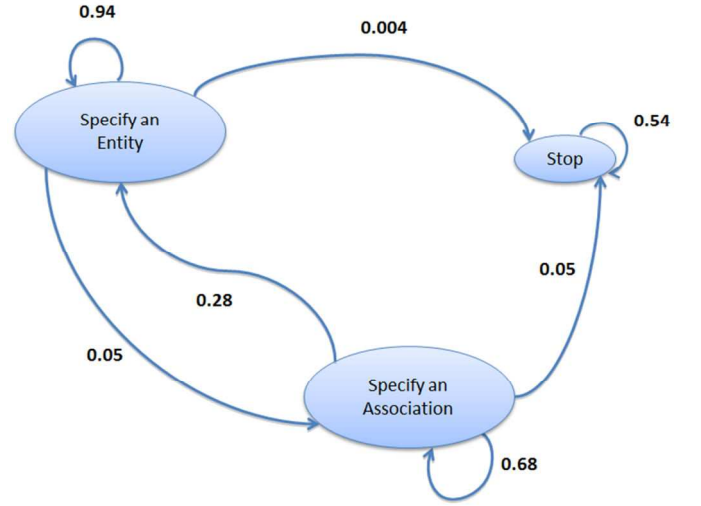 0.94
0.004
Specify an
Entity
0.54
Stop
0.05
0.28
0.05
Specify an
Association
0.68